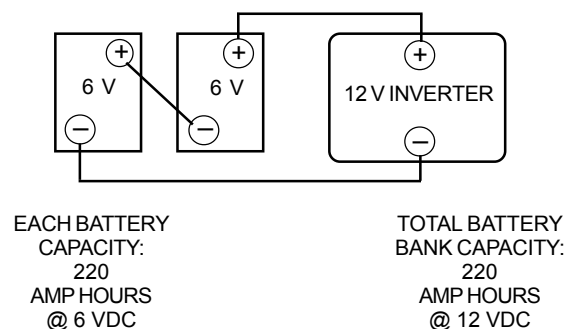 +
+
+
6 V
6 V
12 V INVERTER
−
−
−
EACH BATTERY
CAPACITY:
220
AMP HOURS
@ 6 VDC
TOTAL BATTERY
BANK CAPACITY:
220
AMP HOURS
@ 12 VDC